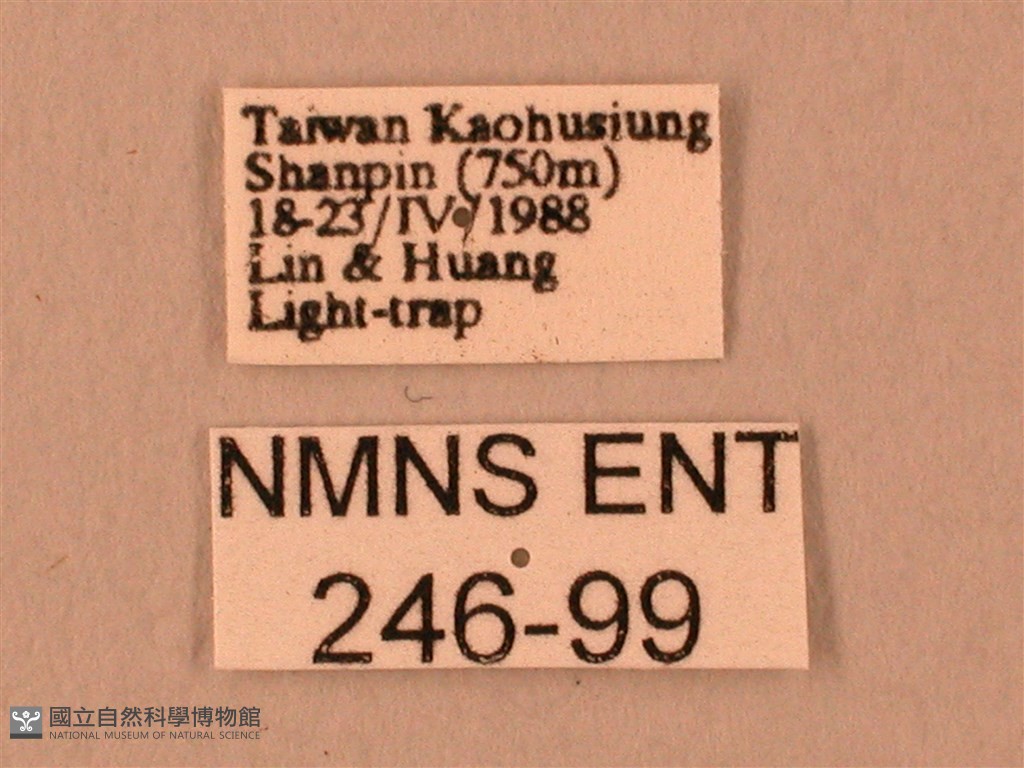 Taiwan Kaohusiung
Shanpin (750m)
18-23/IV/1988
Lin & Huang
Light-trap
NMNS ENT
246-99
國立自然科學博物館
NATIONAL MUSEUM OF NATURAL SCIENCE